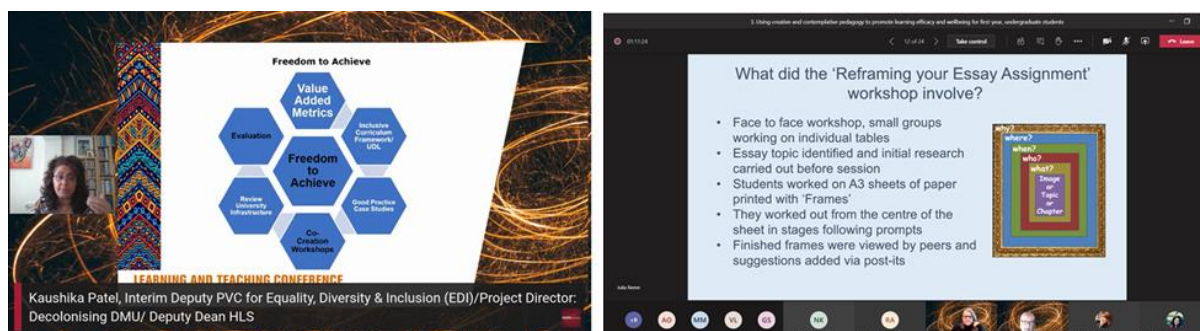 Freedom to Achieve
Value
Added
Metrics
Inclusive
Curriculum
Framework/
UDL
Good Practice
Case Studies
Co-
Creation
Workshops
Review
University
Infrastructure
Evaluation
Freedom
to
Achieve
LEARNING AND TEACHING CONFERENCE
Kaushika Patel, Interim Deputy PVC for Equality, Diversity & Inclusion (EDI)/Project Director:
Decolonising DMU/ Deputy Dean HLS
3. Using creative and contemplative pedagogy to promote learning efficacy and wellbeing for first-year, undergraduate students
01:11:24
12 of 24
Take control
Leave
What did the 'Reframing your Essay Assignment'
workshop involve?
• Face to face workshop, small groups
working on individual tables
• Essay topic identified and initial research
carried out before session
• Students worked on A3 sheets of paper
printed with 'Frames'
• They worked out from the centre of the
sheet in stages following prompts
• Finished frames were viewed by peers and
suggestions added via post-its
why?
where?
when?
who?
what?
Image
or
Topic
or
Chapter
AO
MM
VL
GS
NK
RA